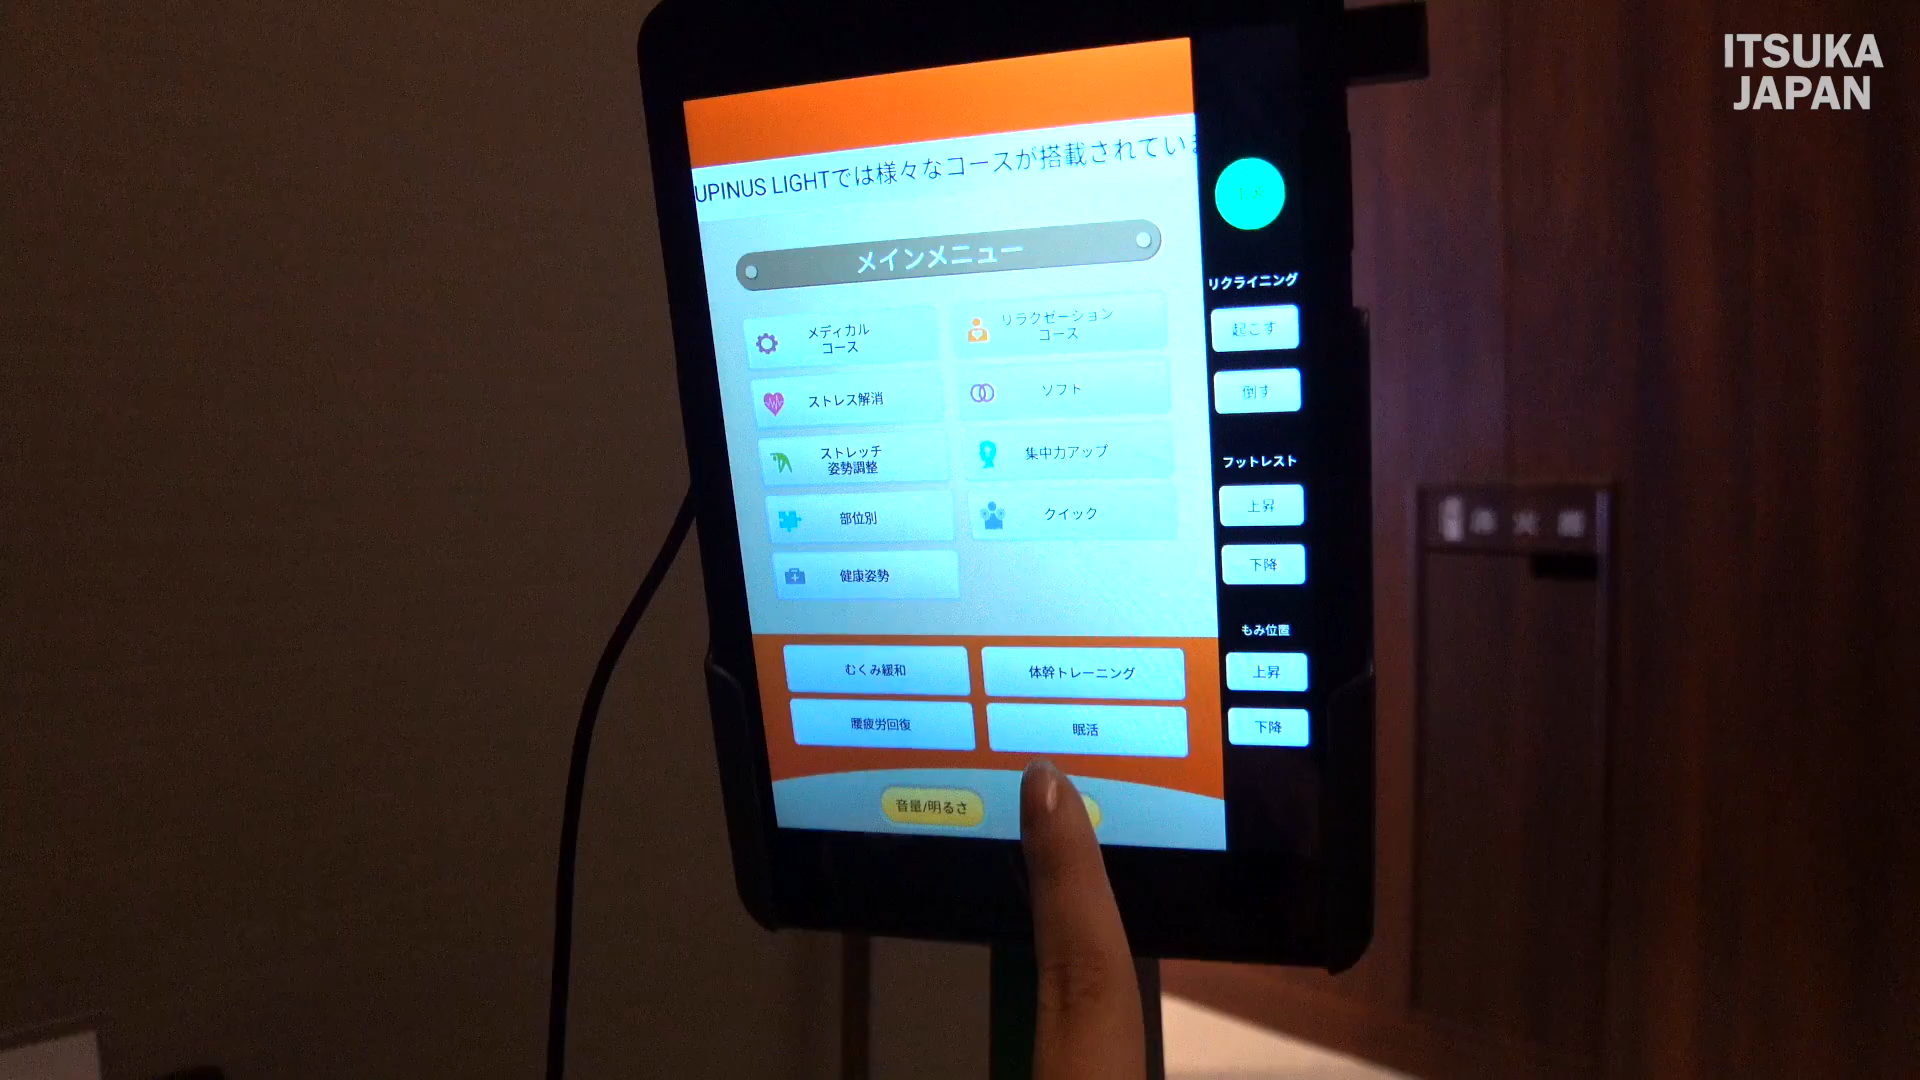 ITSUKA
JAPAN
UPINUS LIGHTでは様々なコースが搭載されていま
メインメニュー
メディカル
コース
リラクゼーション
コース
ストレス解消
ソフト
ストレッチ
姿勢調整
集中力アップ
部位別
クイック
健康姿勢
むくみ緩和
体幹トレーニング
腰疲労回復
眠活
音量/明るさ
リクライニング
起こす
倒す
フットレスト
上昇
下降
もみ位置
上昇
下降